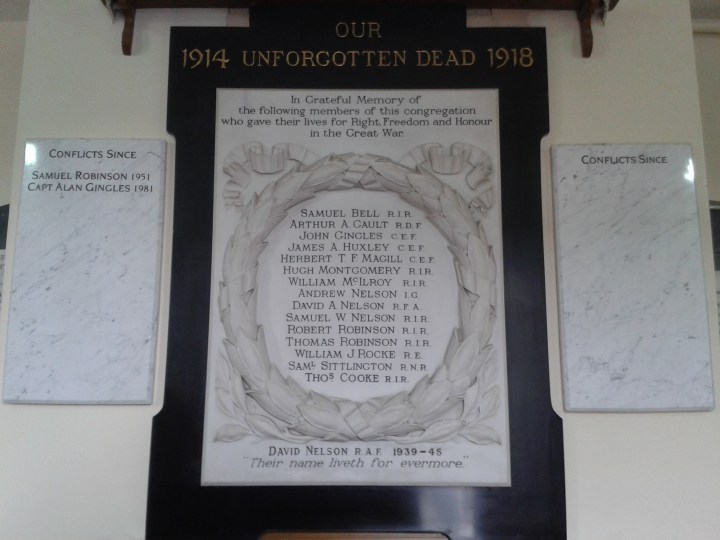 OUR
1914 UNFORGOTTEN DEAD 1918
In Grateful Memory of
the following members of this congregation
who gave their lives for Right, Freedom and Honour
in the Great War
SAMUEL BELL R.I.R.
ARTHUR A. GAULT R.D.F.
JOHN GINGLES C.E.F.
JAMES A. HUXLEY C.E.F.
HERBERT T. F. MAGILL C.E.F.
HUGH MONTGOMERY R.I.R.
WILLIAM McILROY R.I.R.
ANDREW NELSON I.G.
DAVID A NELSON R.F.A.
SAMUEL W NELSON R.I.R.
ROBERT ROBINSON R.I.R.
THOMAS ROBINSON R.I.R.
WILLIAM J. ROCKE R.E.
SAML SITTLINGTON R.N.R.
THOS COOKE R.I.R.
DAVID NELSON R.A.F. 1939-45
"Their name liveth for evermore."
CONFLICTS SINCE
SAMUEL ROBINSON 1951
CAPT ALAN GINGLES 1981
CONFLICTS SINCE